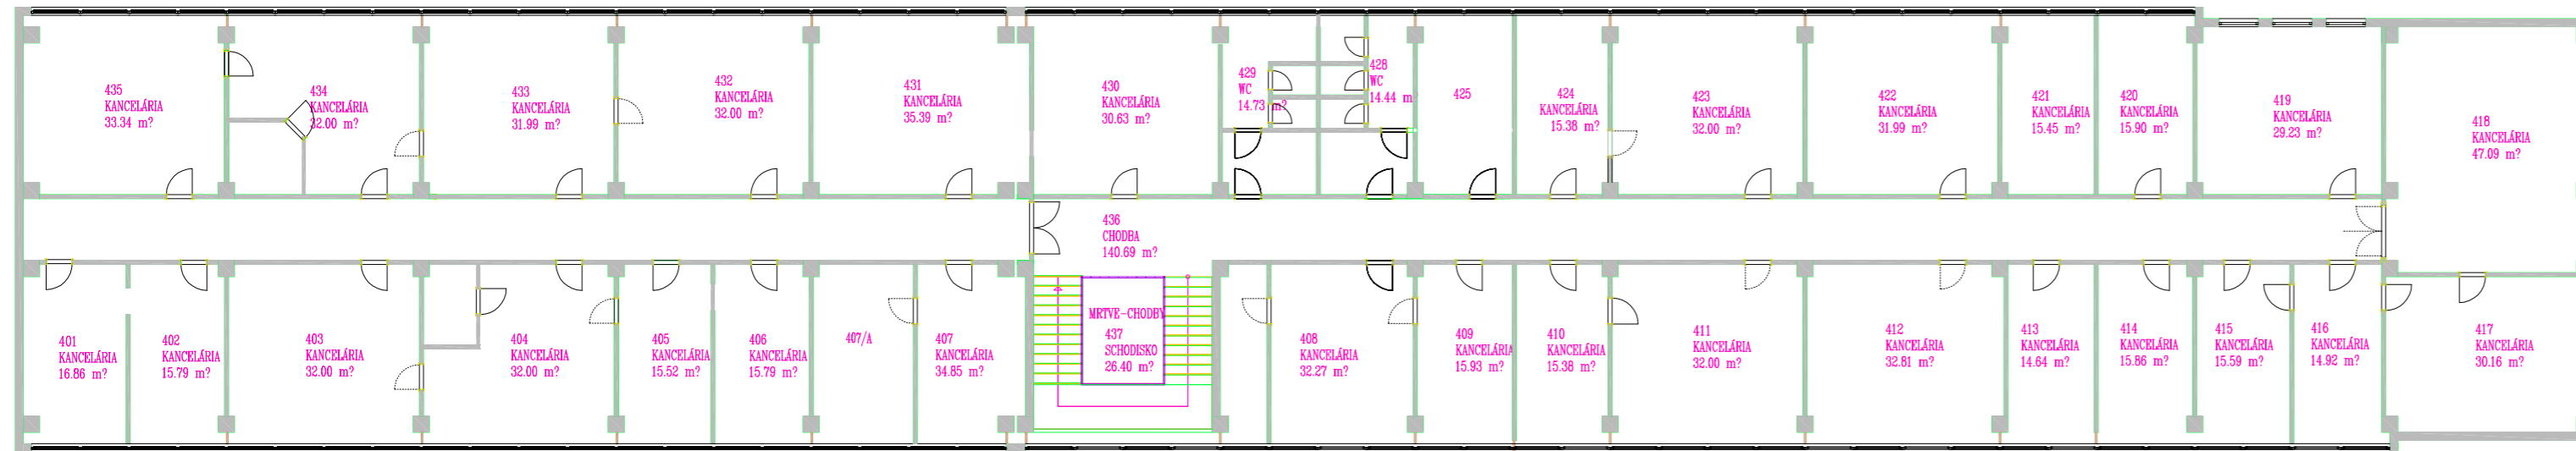 435
KANCELÁRIA
33.34 m?
434
KANCELÁRIA
32.00 m?
433
KANCELÁRIA
31.99 m?
432
KANCELÁRIA
32.00 m?
431
KANCELÁRIA
35.39 m?
430
KANCELÁRIA
30.63 m?
429
WC
14.73 m?
428
WC
14.44 m
425
424
KANCELÁRIA
15.38 m?
423
KANCELÁRIA
32.00 m?
422
KANCELÁRIA
31.99 m?
421
KANCELÁRIA
15.45 m?
420
KANCELÁRIA
15.90 m?
419
KANCELÁRIA
29.23 m?
418
KANCELÁRIA
47.09 m?
436
CHODBA
140.69 m?
401
KANCELÁRIA
16.86 m?
402
KANCELÁRIA
15.79 m?
403
KANCELÁRIA
32.00 m?
404
KANCELÁRIA
32.00 m?
405
KANCELÁRIA
15.52 m?
406
KANCELÁRIA
15.79 m?
407/A
407
KANCELÁRIA
34.85 m?
MRTVE-CHODBY
437
SCHODISKO
26.40 m?
408
KANCELÁRIA
32.27 m?
409
KANCELÁRIA
15.93 m?
410
KANCELÁRIA
15.38 m?
411
KANCELÁRIA
32.00 m?
412
KANCELÁRIA
32.81 m?
413
KANCELÁRIA
14.64 m?
414
KANCELÁRIA
15.86 m?
415
KANCELÁRIA
15.59 m?
416
KANCELÁRIA
14.92 m?
417
KANCELÁRIA
30.16 m?